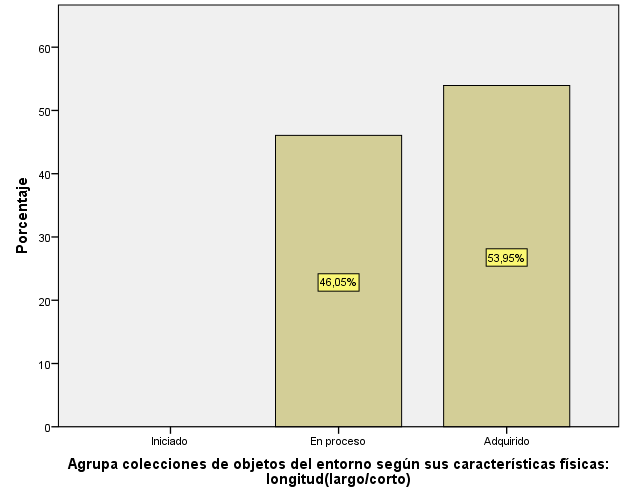 Porcentaje
60
50
40
30
20
10
0
46,05%
53,95%
Iniciado
En proceso
Adquirido
Agrupa colecciones de objetos del entorno según sus características físicas:
longitud(largo/corto)